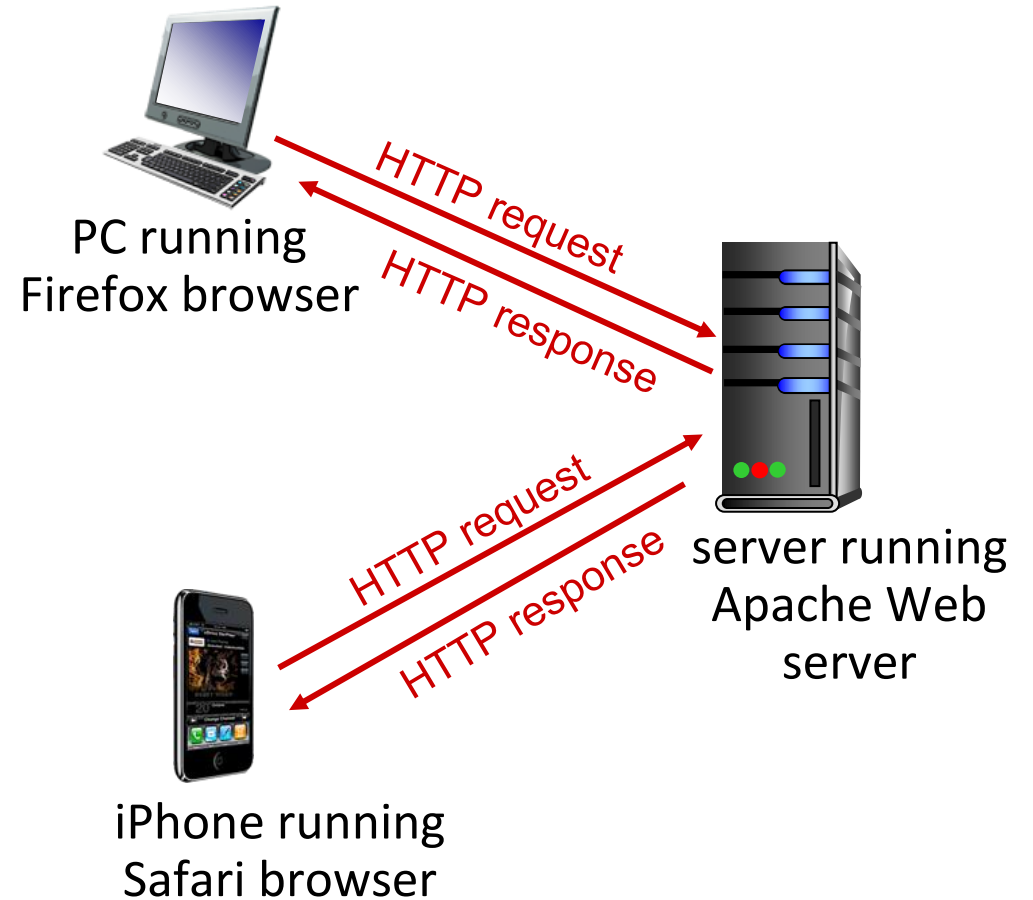 HTTP request
HTTP response
PC running
Firefox browser
HTTP request
HTTP response
server running
Apache Web
server
iPhone running
Safari browser